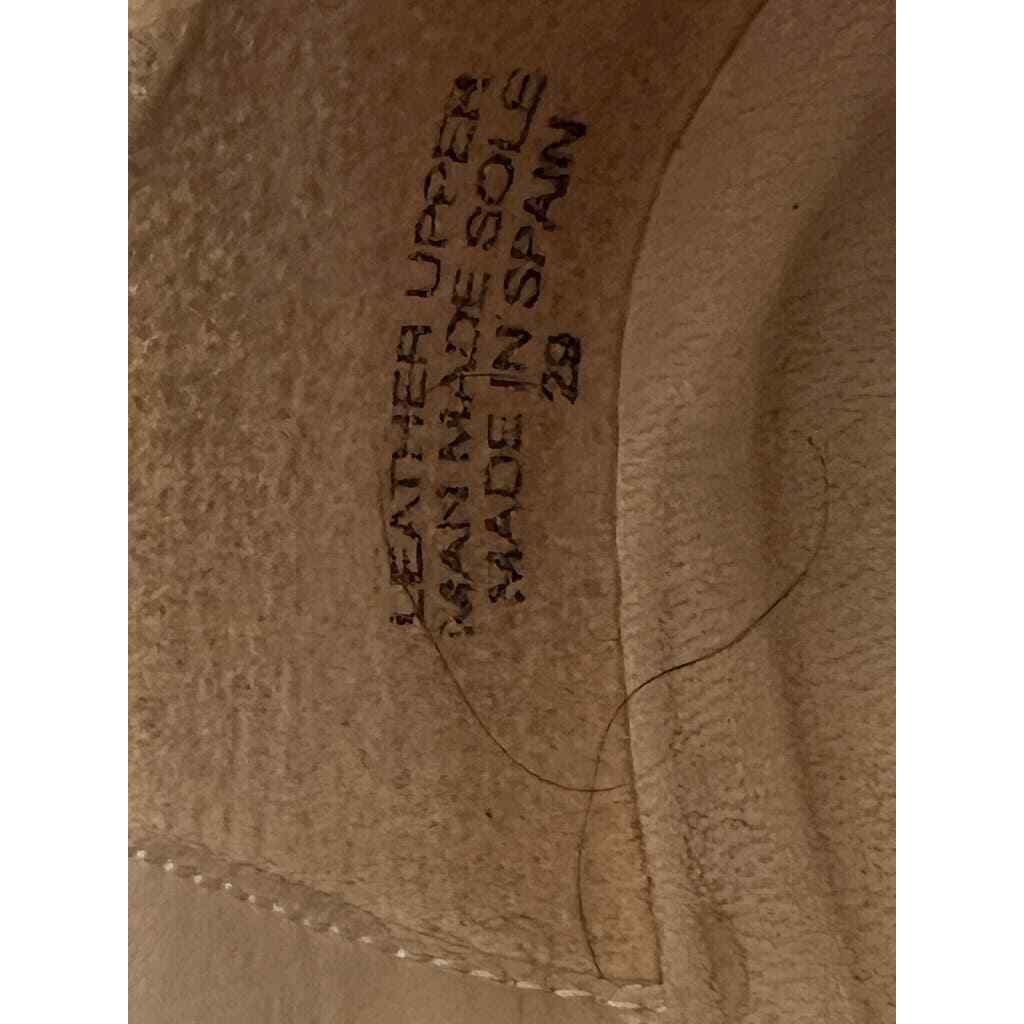 LEATHER UPPER
MAN MADE SOLE
MADE IN SPAIN
29